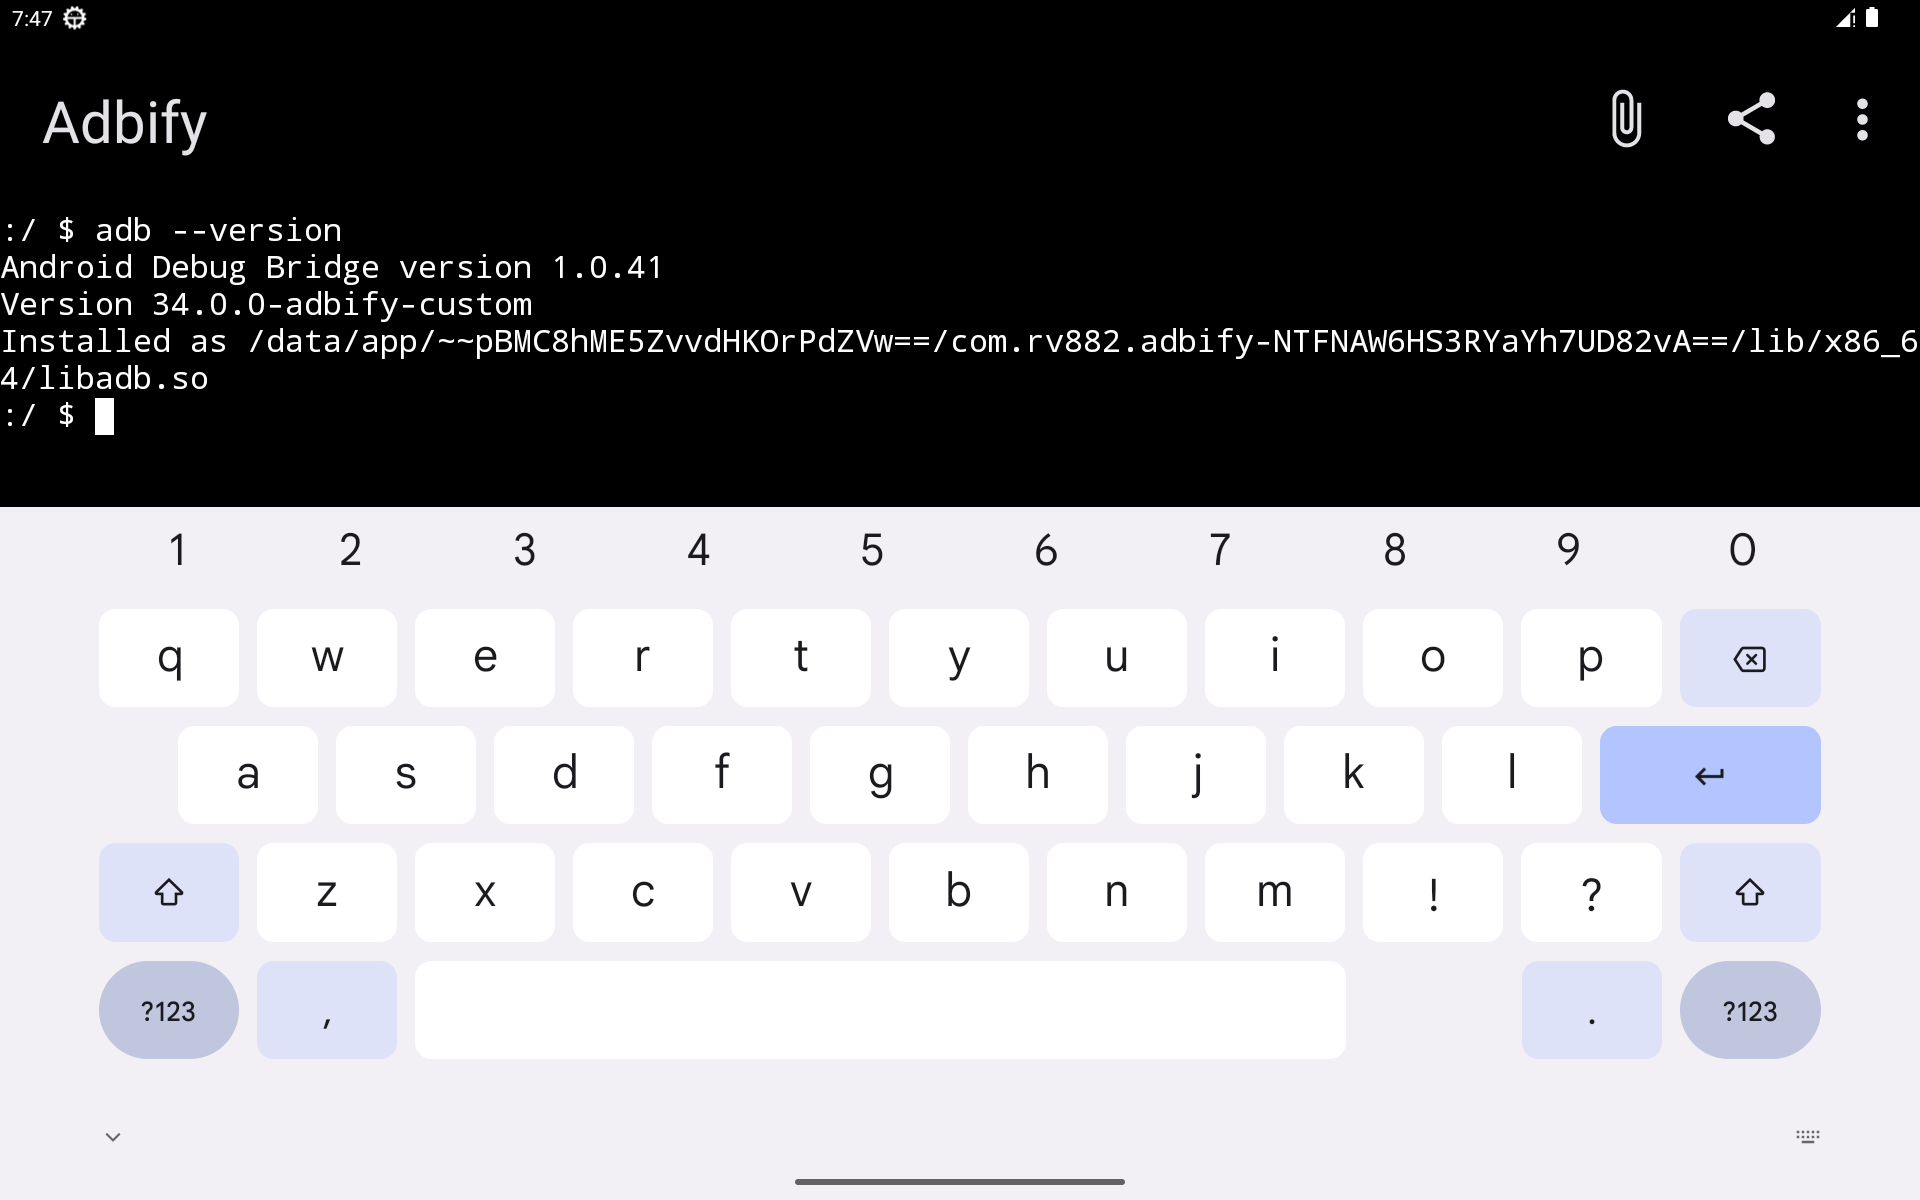 7:47
Adbify
:/ $ adb --version
Android Debug Bridge version 1.0.41
Version 34.0.0-adbify-custom
Installed as /data/app/~~pBMC8hME5ZvvdHKOrPdZVw==/com.rv882.adbify-NTFNAW6HS3RYaYh7UD82vA==/lib/x86_6
4/libadb.so
:/ $
1 2 3 4 5 6 7 8 9 0
q w e r t y u i o p
a s d f g h j k l
z x c v b n m ! ?
?123 , . ?123